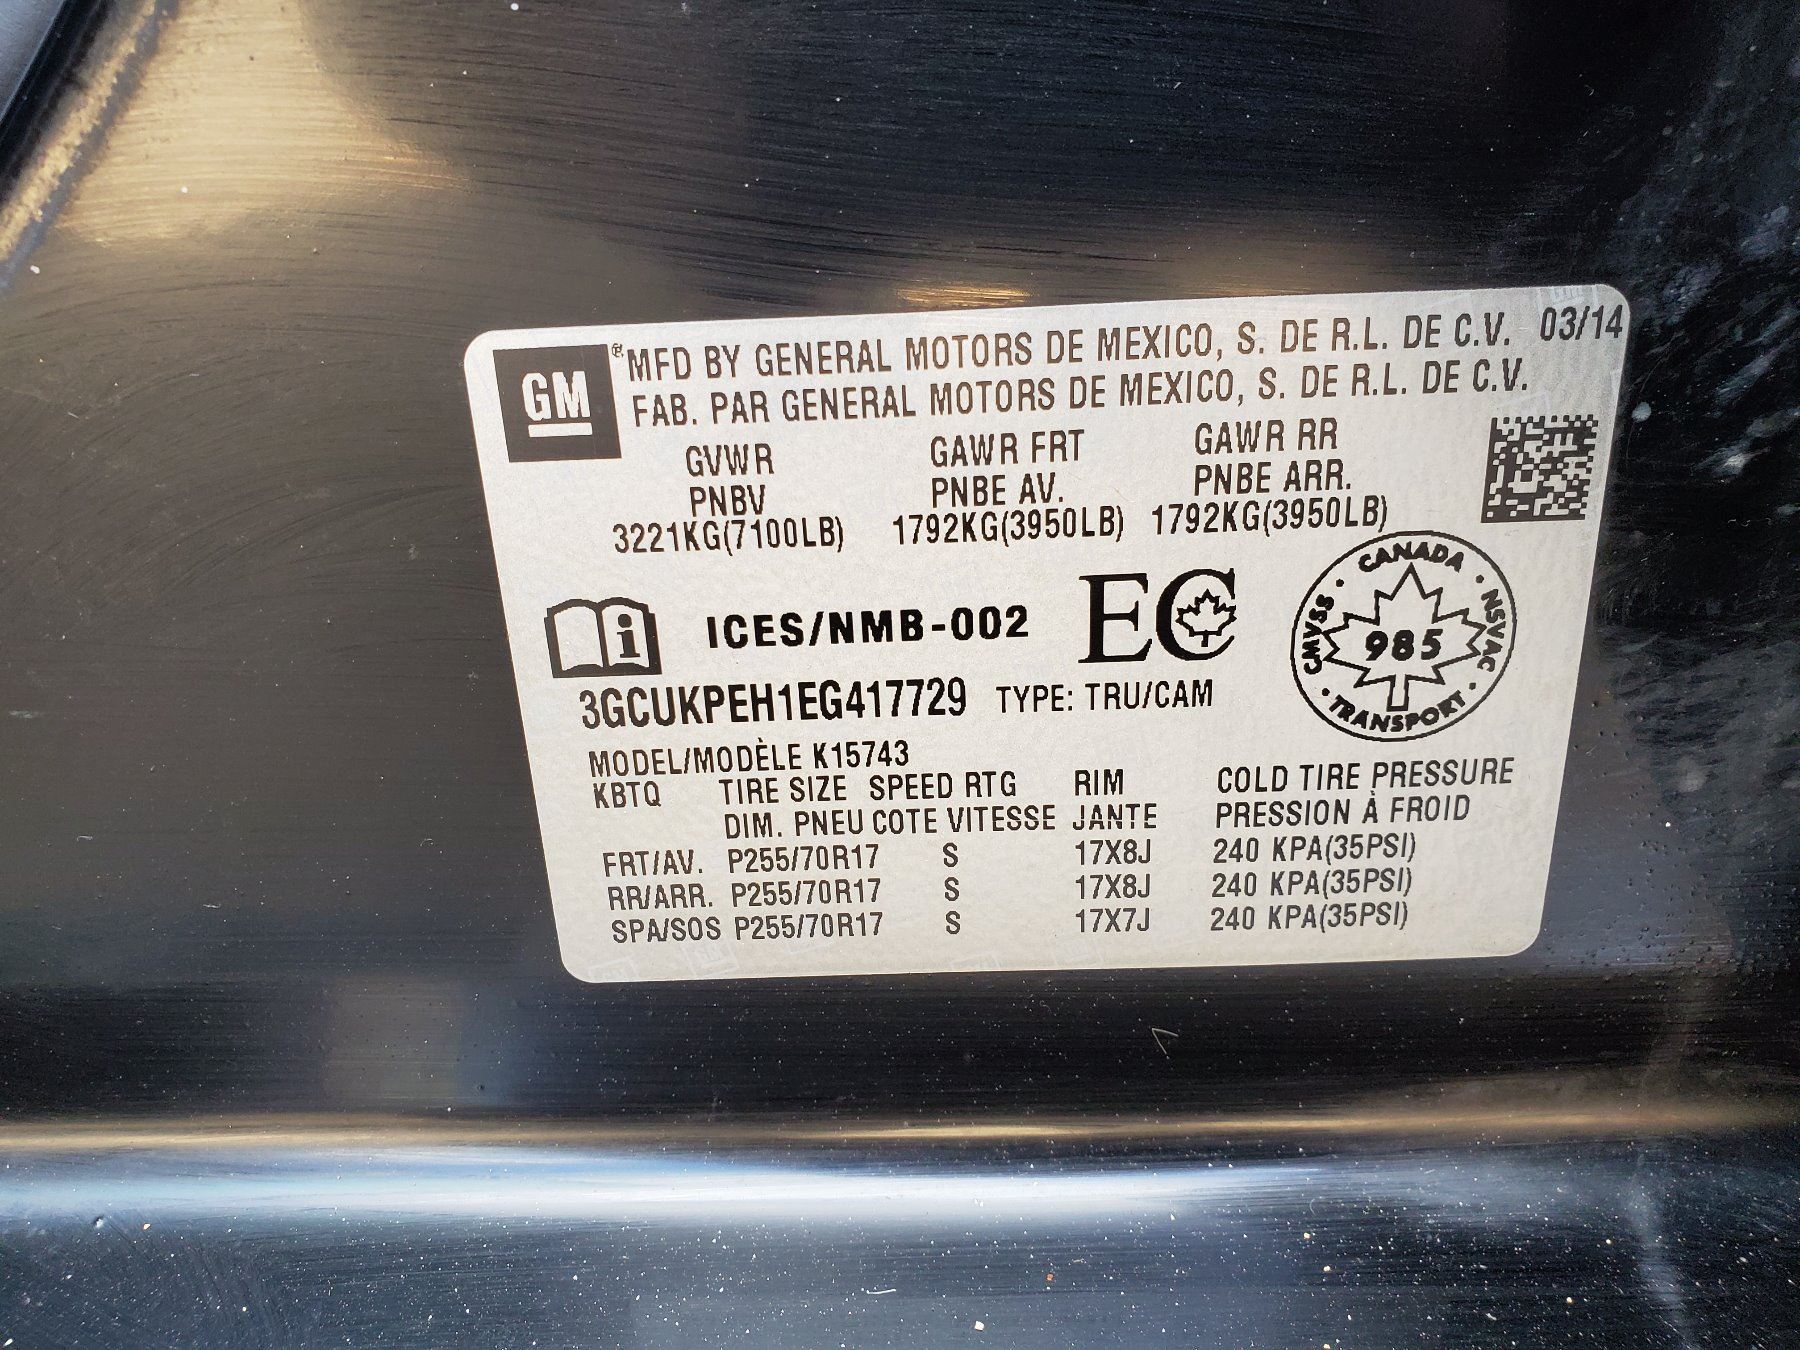 GM
® MFD BY GENERAL MOTORS DE MEXICO, S. DE R.L. DE C.V. 03/14
FAB. PAR GENERAL MOTORS DE MEXICO, S. DE R.L. DE C.V.
GVWR GAWR FRT GAWR RR
PNBV PNBE AV. PNBE ARR.
3221KG(7100LB) 1792KG(3950LB) 1792KG(3950LB)
i ICES/NMB-002 EC
CANADA · NSVAC · TRANSPORT · CMVSS ·
985
3GCUKPEH1EG417729 TYPE: TRU/CAM
MODEL/MODÈLE K15743
KBTQ TIRE SIZE SPEED RTG RIM COLD TIRE PRESSURE
DIM. PNEU COTE VITESSE JANTE PRESSION À FROID
FRT/AV. P255/70R17 S 17X8J 240 KPA(35PSI)
RR/ARR. P255/70R17 S 17X8J 240 KPA(35PSI)
SPA/SOS P255/70R17 S 17X7J 240 KPA(35PSI)